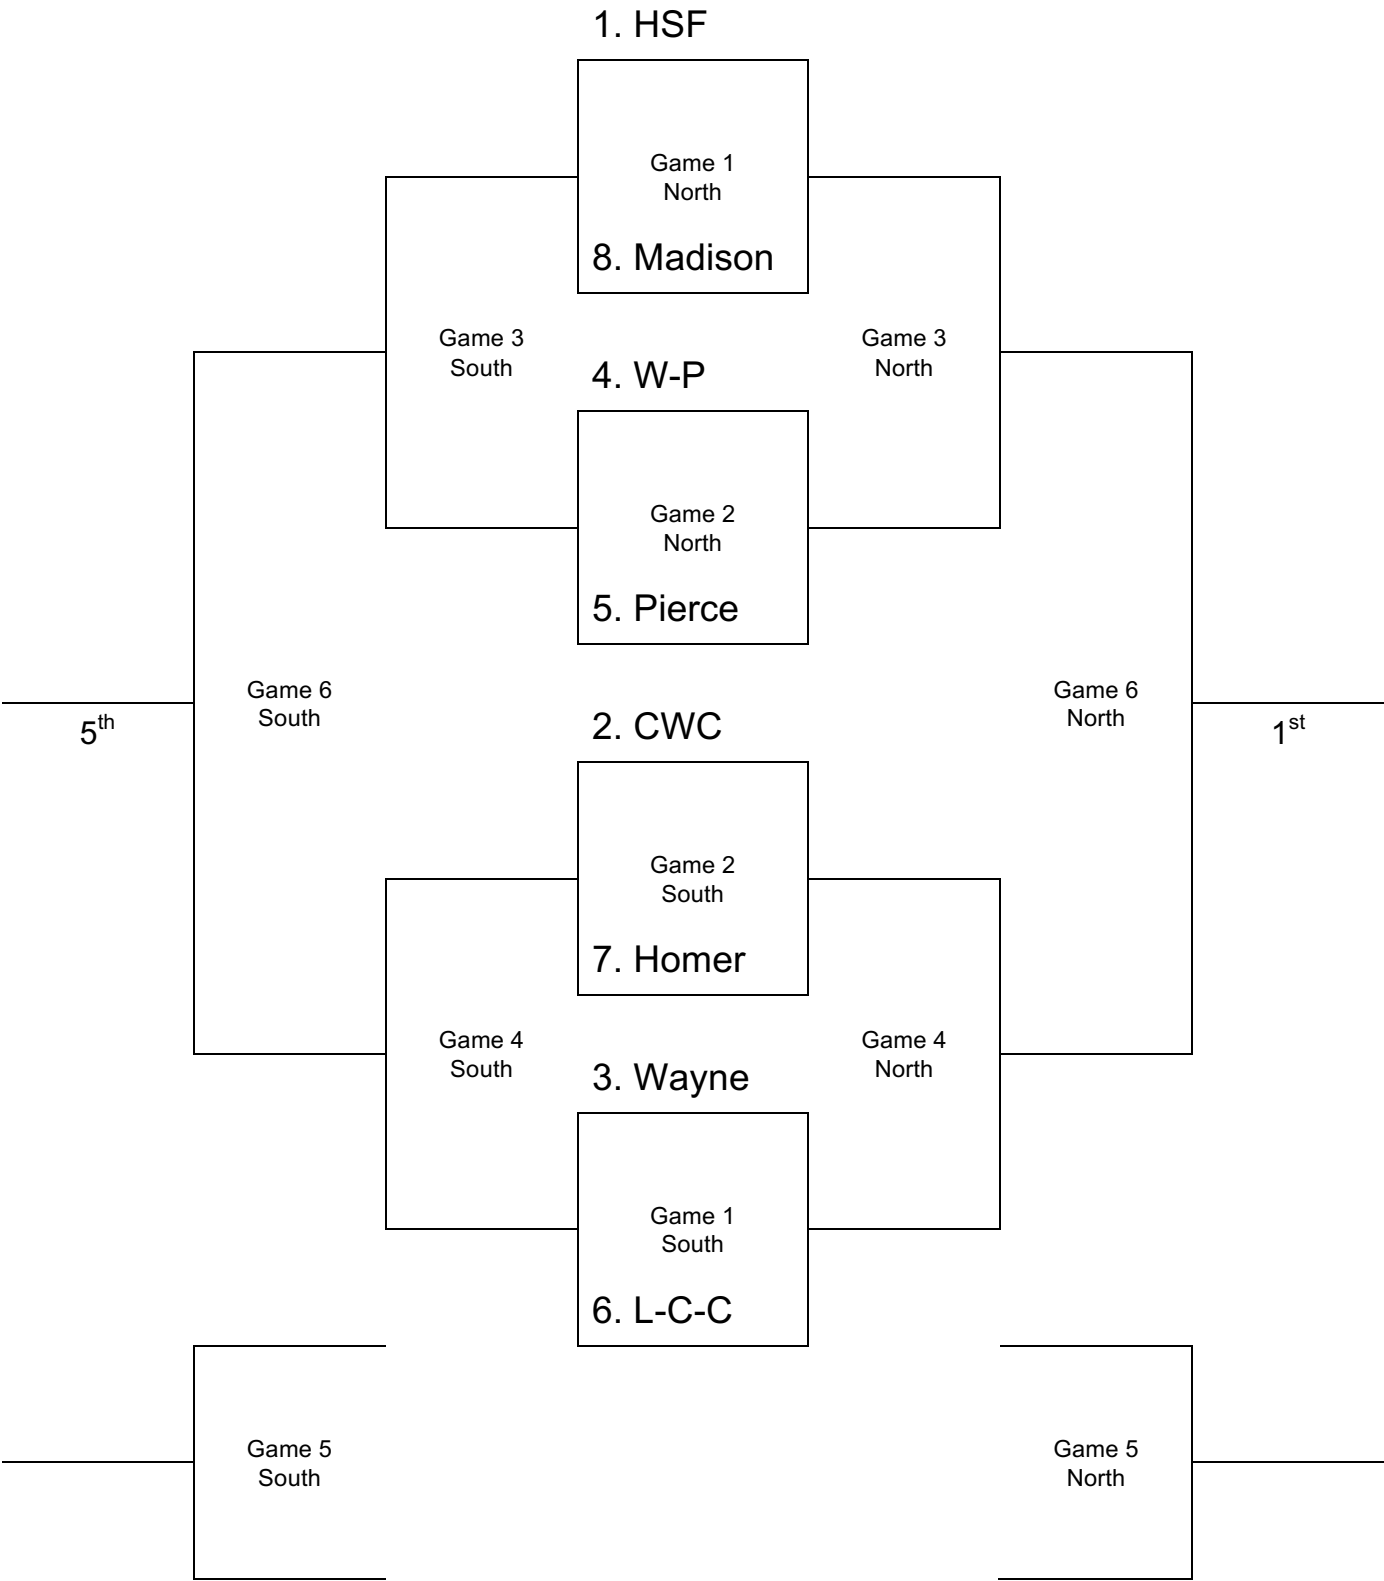 1. HSF
Game 1
North
8. Madison
Game 3
South
Game 3
North
4. W-P
Game 2
North
5. Pierce
Game 6
South
Game 6
North
5th
1st
2. CWC
Game 2
South
7. Homer
Game 4
South
Game 4
North
3. Wayne
Game 1
South
6. L-C-C
Game 5
South
Game 5
North